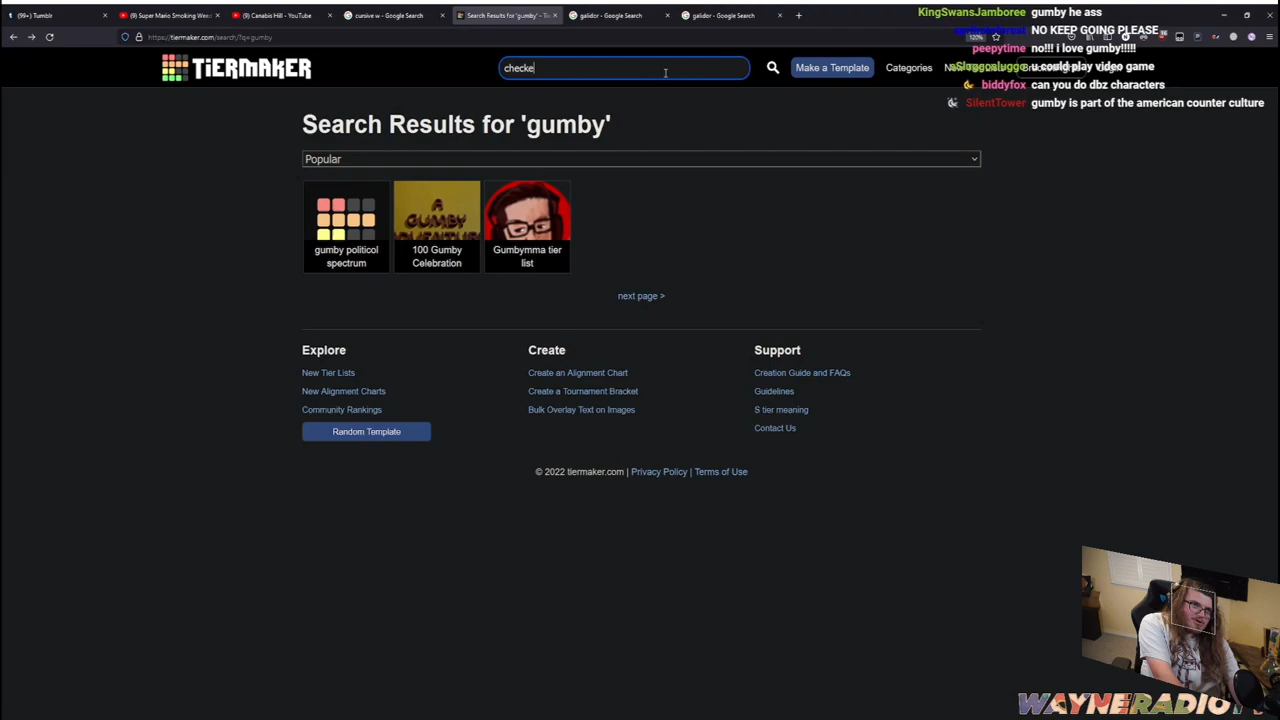 (99+) Tumblr
(9) Super Mario Smoking Wee
(9) Canabis Hill - YouTube
cursive w - Google Search
Search Results for 'gumby' – Ti
galidor - Google Search
galidor - Google Search
https://tiermaker.com/search/?q=gumby
120%
KingSwansJamboree gumby he ass
NO KEEP GOING PLEASE
peepytime no!!! i love gumby!!!!!
u could play video game
biddyfox can you do dbz characters
SilentTower gumby is part of the american counter culture
TiERMAKER
checke
Make a Template
Categories
Search Results for 'gumby'
Popular
gumby politicol spectrum
A GUMBY ADVENTURE
100 Gumby Celebration
Gumbymma tier list
next page >
Explore
New Tier Lists
New Alignment Charts
Community Rankings
Random Template
Create
Create an Alignment Chart
Create a Tournament Bracket
Bulk Overlay Text on Images
Support
Creation Guide and FAQs
Guidelines
S tier meaning
Contact Us
© 2022 tiermaker.com | Privacy Policy | Terms of Use
WAYNERADIOTV